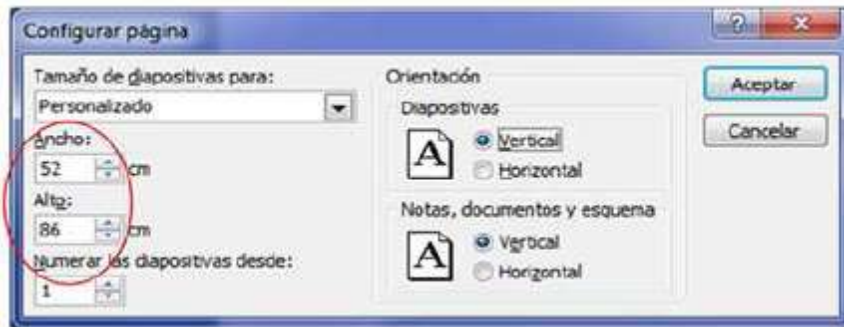 Configurar página
Tamaño de diapositivas para:
Personalizado
Ancho:
52 cm
Alto:
86 cm
Numerar las diapositivas desde:
1
Orientación
Diapositivas
A
Vertical
Horizontal
Notas, documentos y esquema
A
Vertical
Horizontal
?
Aceptar
Cancelar